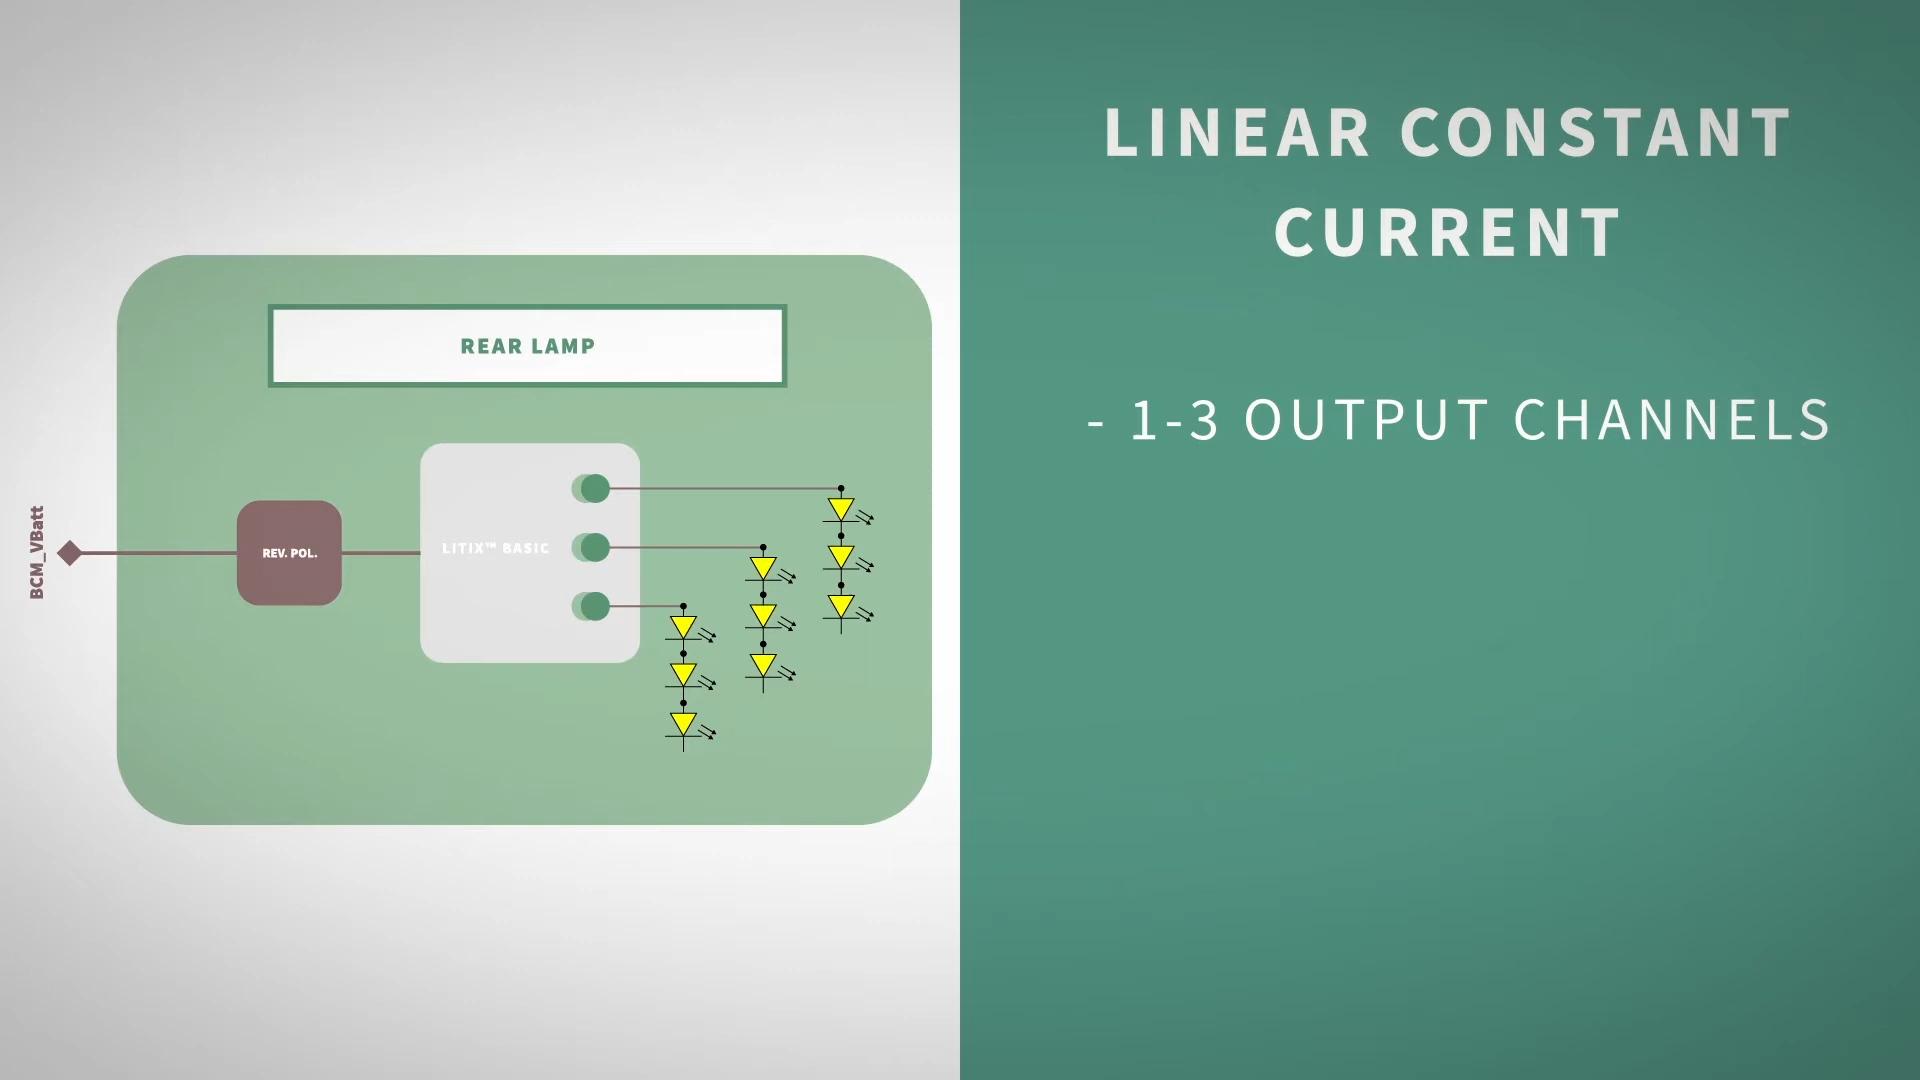 LINEAR CONSTANT
CURRENT
- 1-3 OUTPUT CHANNELS
REAR LAMP
BCM_VBatt
REV. POL.
LITIX™ BASIC